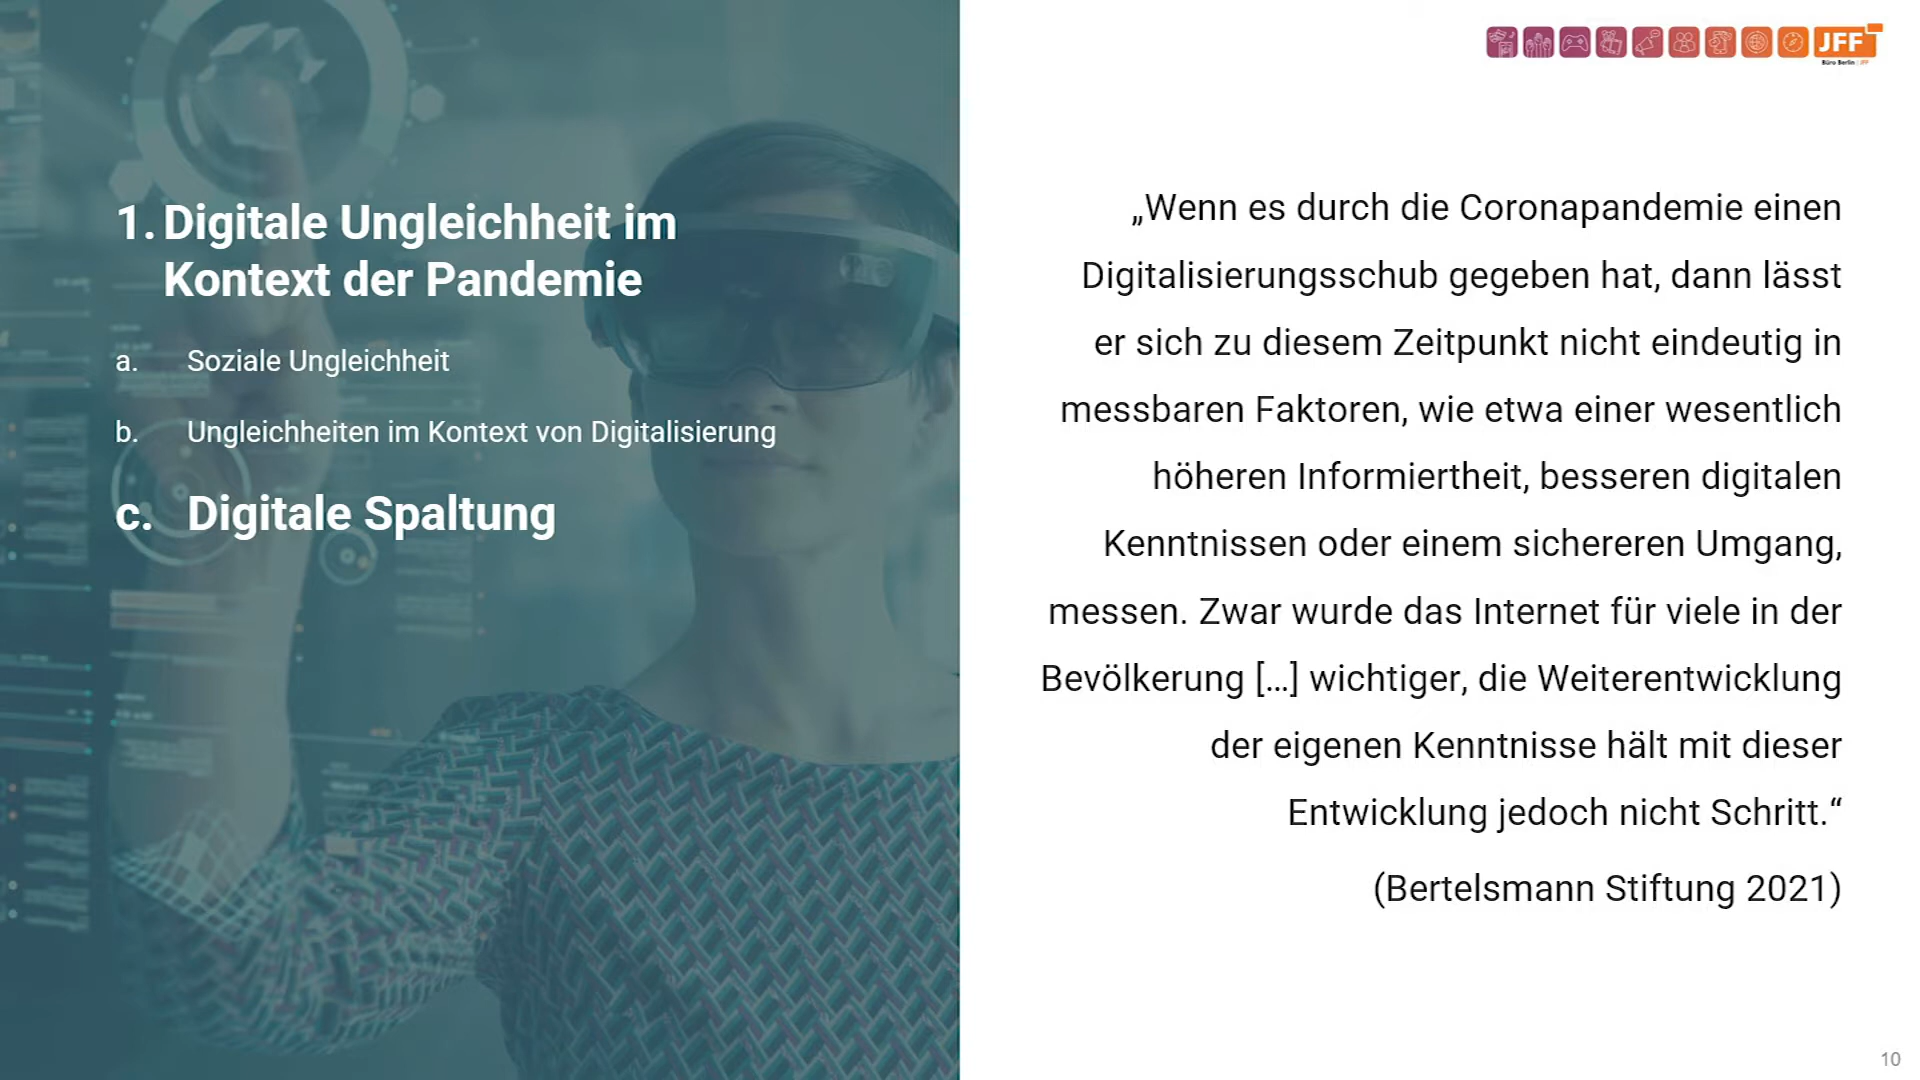 1. Digitale Ungleichheit im
Kontext der Pandemie
a. Soziale Ungleichheit
b. Ungleichheiten im Kontext von Digitalisierung
c. Digitale Spaltung
JFF
Büro Berlin | JFF
„Wenn es durch die Coronapandemie einen
Digitalisierungsschub gegeben hat, dann lässt
er sich zu diesem Zeitpunkt nicht eindeutig in
messbaren Faktoren, wie etwa einer wesentlich
höheren Informiertheit, besseren digitalen
Kenntnissen oder einem sichereren Umgang,
messen. Zwar wurde das Internet für viele in der
Bevölkerung […] wichtiger, die Weiterentwicklung
der eigenen Kenntnisse hält mit dieser
Entwicklung jedoch nicht Schritt.“
(Bertelsmann Stiftung 2021)
10